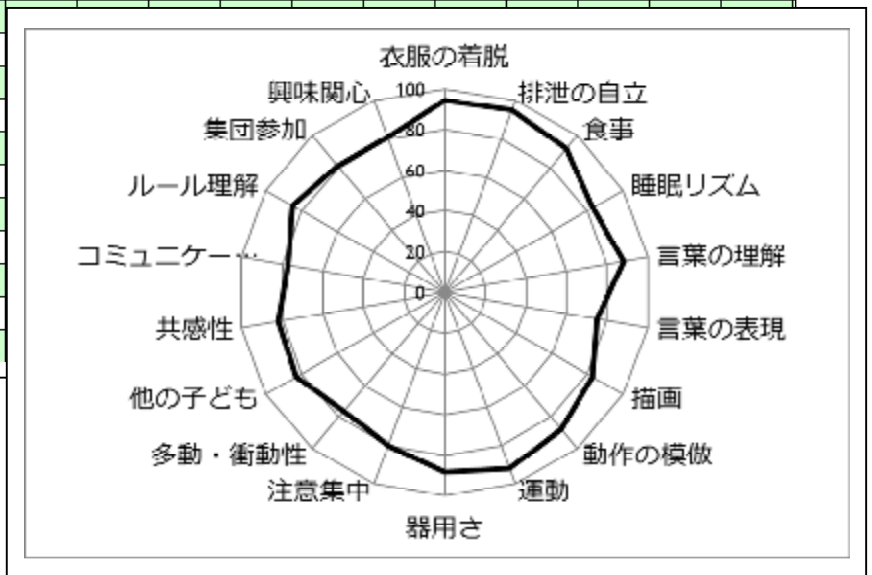 衣服の着脱
排泄の自立
食事
睡眠リズム
言葉の理解
言葉の表現
描画
動作の模倣
運動
器用さ
注意集中
多動・衝動性
他の子ども
共感性
コミュニケー…
ルール理解
集団参加
興味関心
100
80
60
40
20
0